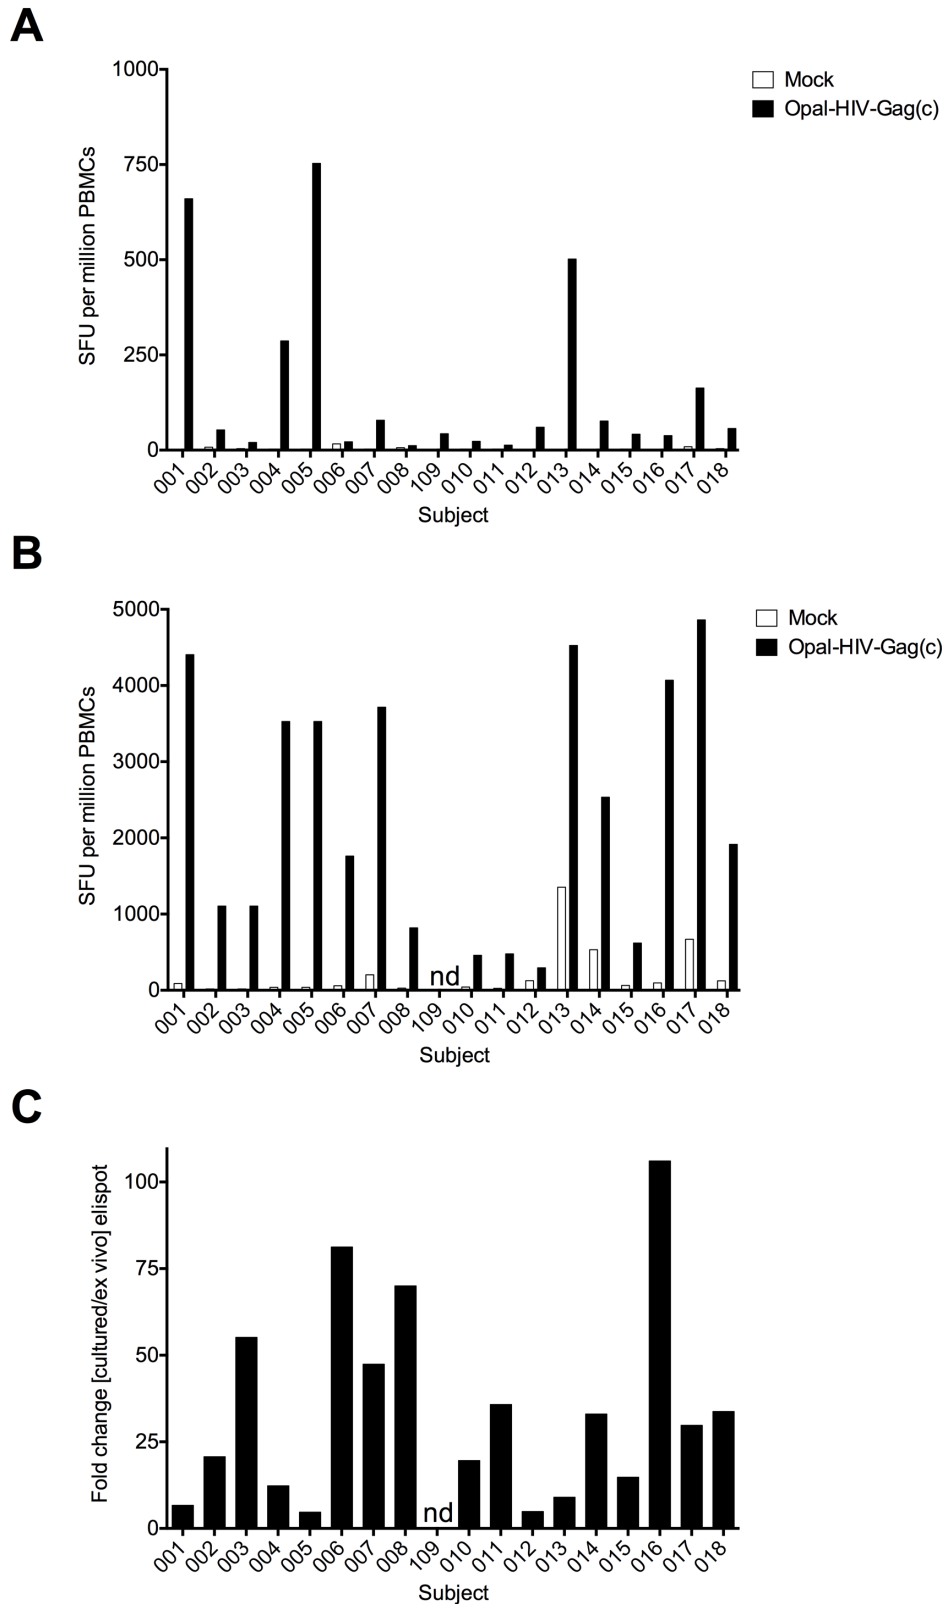 A
1000
750
500
250
0
SFU per million PBMCs
Mock
Opal-HIV-Gag(c)
001 002 003 004 005 006 007 008 109 010 011 012 013 014 015 016 017 018
Subject
B
5000
4000
3000
2000
1000
0
SFU per million PBMCs
Mock
Opal-HIV-Gag(c)
nd
001 002 003 004 005 006 007 008 109 010 011 012 013 014 015 016 017 018
Subject
C
100
75
50
25
0
Fold change [cultured/ex vivo] elispot
nd
001 002 003 004 005 006 007 008 109 010 011 012 013 014 015 016 017 018
Subject